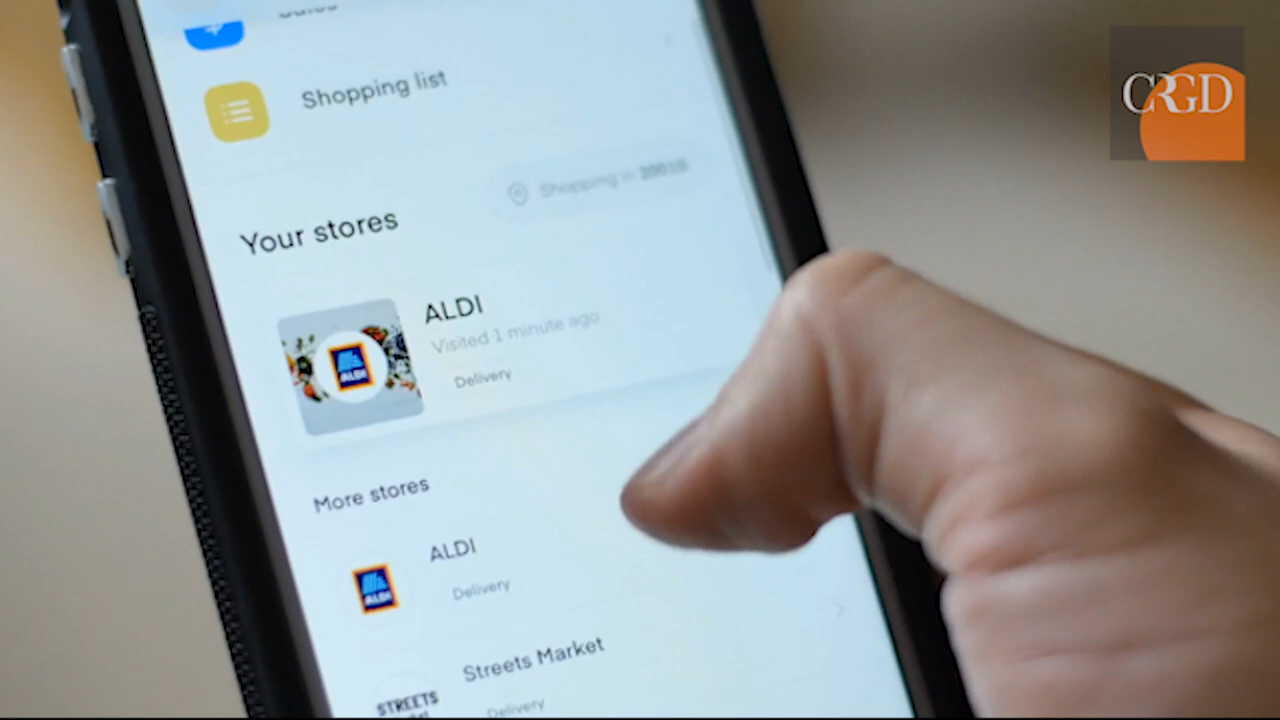 CRGD
Shopping list
Shopping in 20010
Your stores
ALDI
Visited 1 minute ago
Delivery
ALDI
More stores
ALDI
Delivery
ALDI
Streets Market
STREETS
Delivery